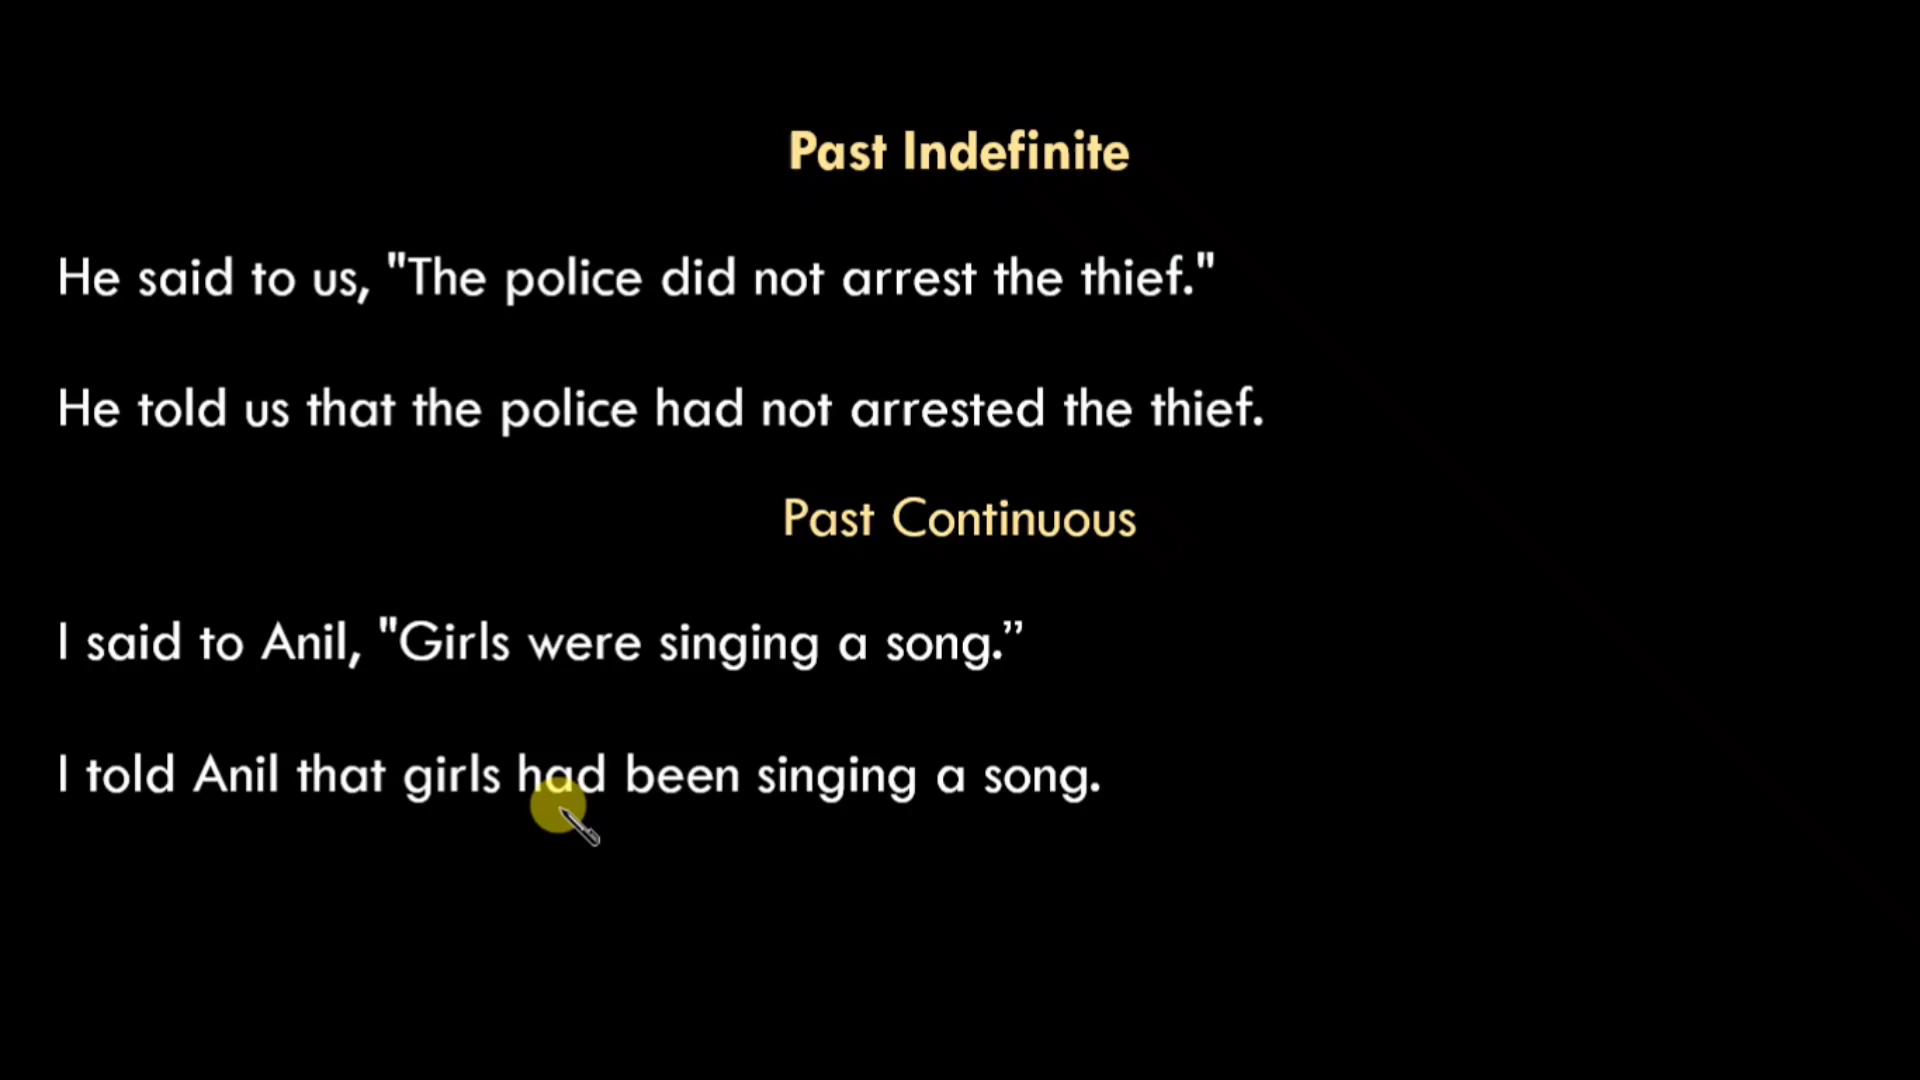 Past Indefinite
He said to us, "The police did not arrest the thief."
He told us that the police had not arrested the thief.
Past Continuous
I said to Anil, "Girls were singing a song.”
I told Anil that girls had been singing a song.